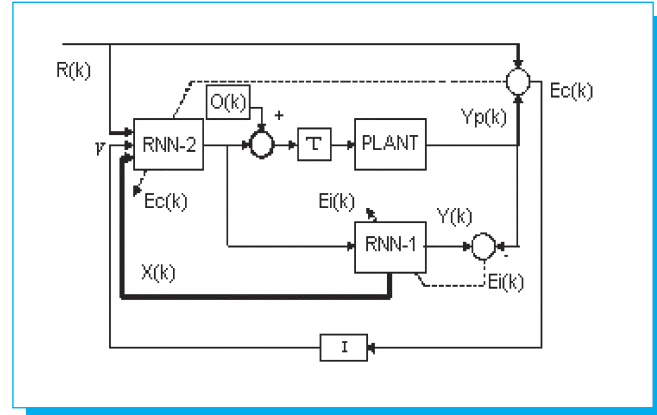 R(k)
Ec(k)
O(k)
+
Yp(k)
V
RNN-2
T
PLANT
Ec(k)
Ei(k)
Y(k)
RNN-1
-
X(k)
Ei(k)
I